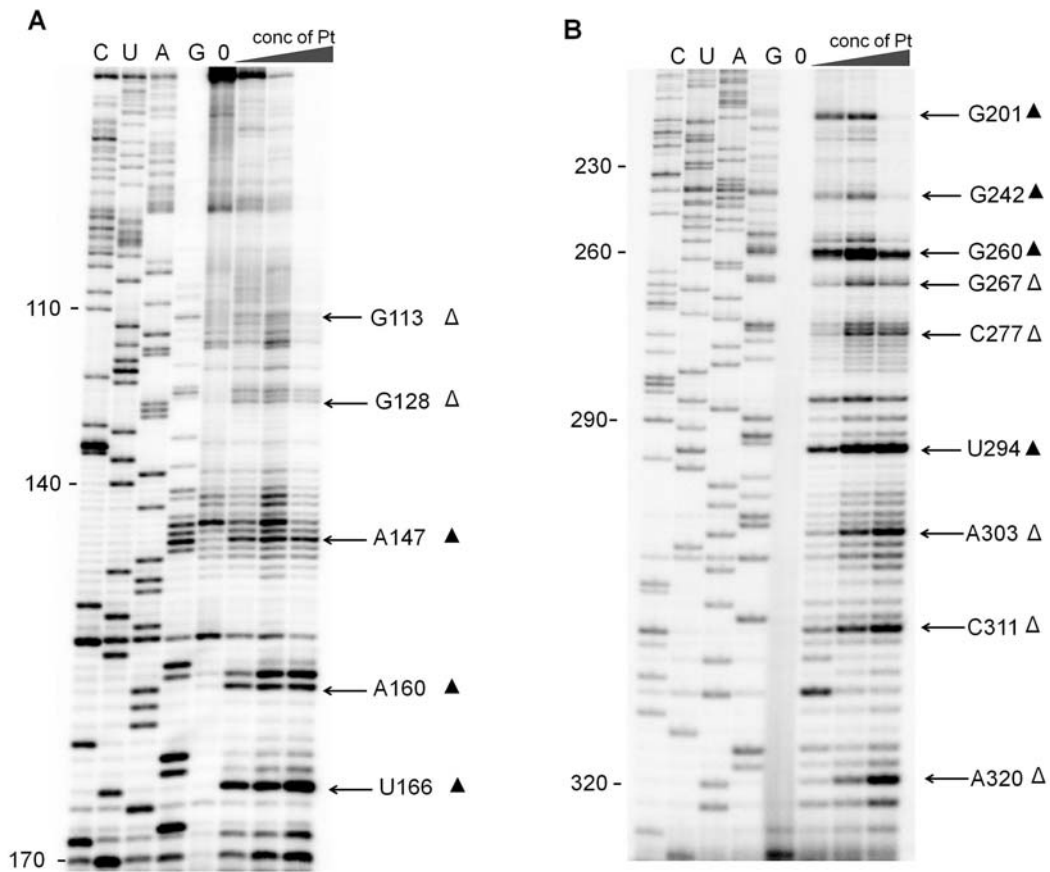 A
conc of Pt
C U A G 0
110 -
G113 Δ
G128 Δ
140 -
A147 ▲
A160 ▲
U166 ▲
170 -
B
conc of Pt
C U A G 0
G201 ▲
230 -
G242 ▲
260 -
G260 ▲
G267 Δ
C277 Δ
290-
U294 ▲
A303 Δ
C311 Δ
320 -
A320 Δ